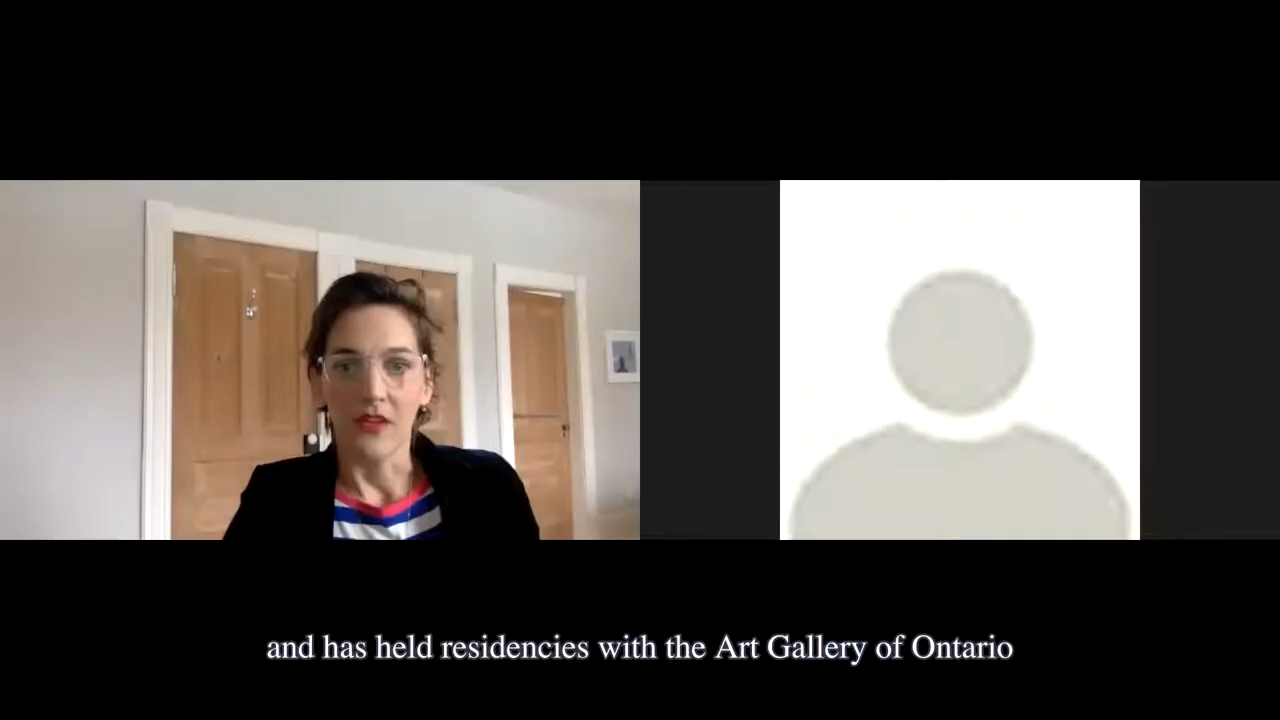 and has held residencies with the Art Gallery of Ontario